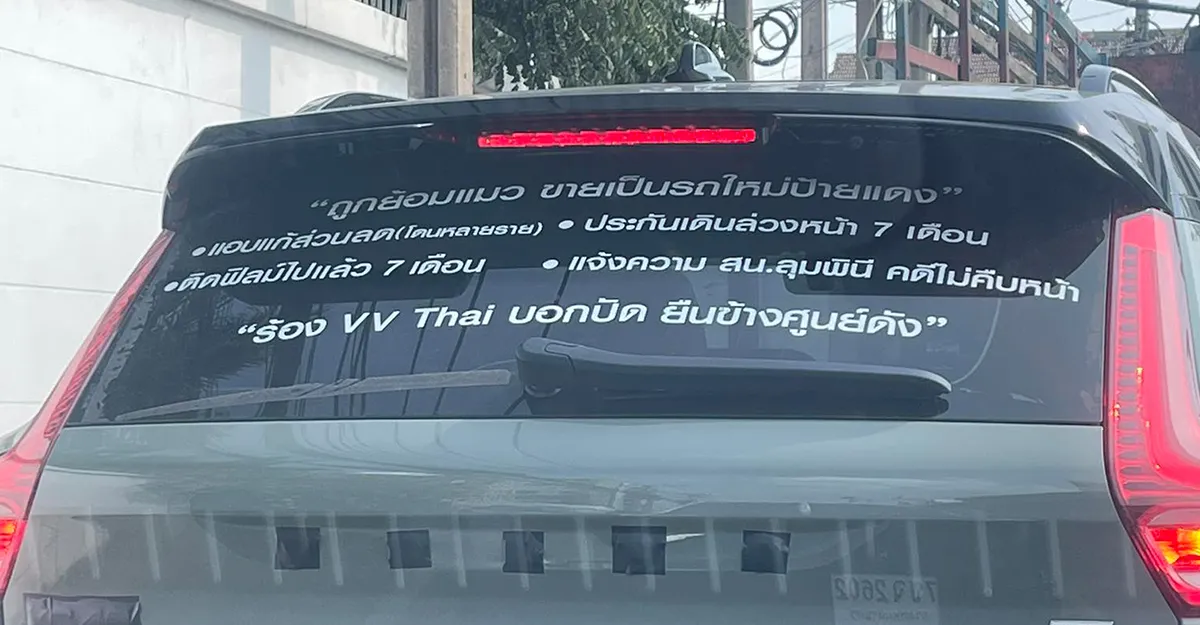 “ถูกย้อมแมว ขายเป็นรถใหม่ป้ายแดง”
•แอบแก้ส่วนลด(โดนหลายราย) • ประกันเดินล่วงหน้า 7 เดือน
•ติดฟิล์มไปแล้ว 7 เดือน • แจ้งความ สน.ลุมพินี คดีไม่คืบหน้า
“ร้อง VV Thai บอกปัด ยืนข้างศูนย์ดัง”